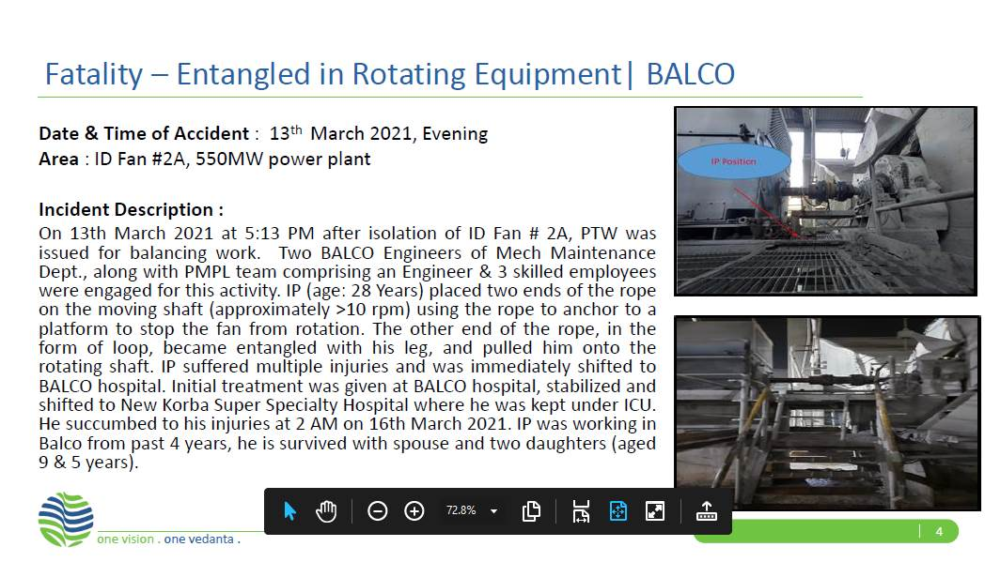 Fatality – Entangled in Rotating Equipment| BALCO
Date & Time of Accident : 13th March 2021, Evening
Area : ID Fan #2A, 550MW power plant
Incident Description :
On 13th March 2021 at 5:13 PM after isolation of ID Fan # 2A, PTW was
issued for balancing work. Two BALCO Engineers of Mech Maintenance
Dept., along with PMPL team comprising an Engineer & 3 skilled employees
were engaged for this activity. IP (age: 28 Years) placed two ends of the rope
on the moving shaft (approximately >10 rpm) using the rope to anchor to a
platform to stop the fan from rotation. The other end of the rope, in the
form of loop, became entangled with his leg, and pulled him onto the
rotating shaft. IP suffered multiple injuries and was immediately shifted to
BALCO hospital. Initial treatment was given at BALCO hospital, stabilized and
shifted to New Korba Super Specialty Hospital where he was kept under ICU.
He succumbed to his injuries at 2 AM on 16th March 2021. IP was working in
Balco from past 4 years, he is survived with spouse and two daughters (aged
9 & 5 years).
IP Position
72.8%
one vision . one vedanta .
4